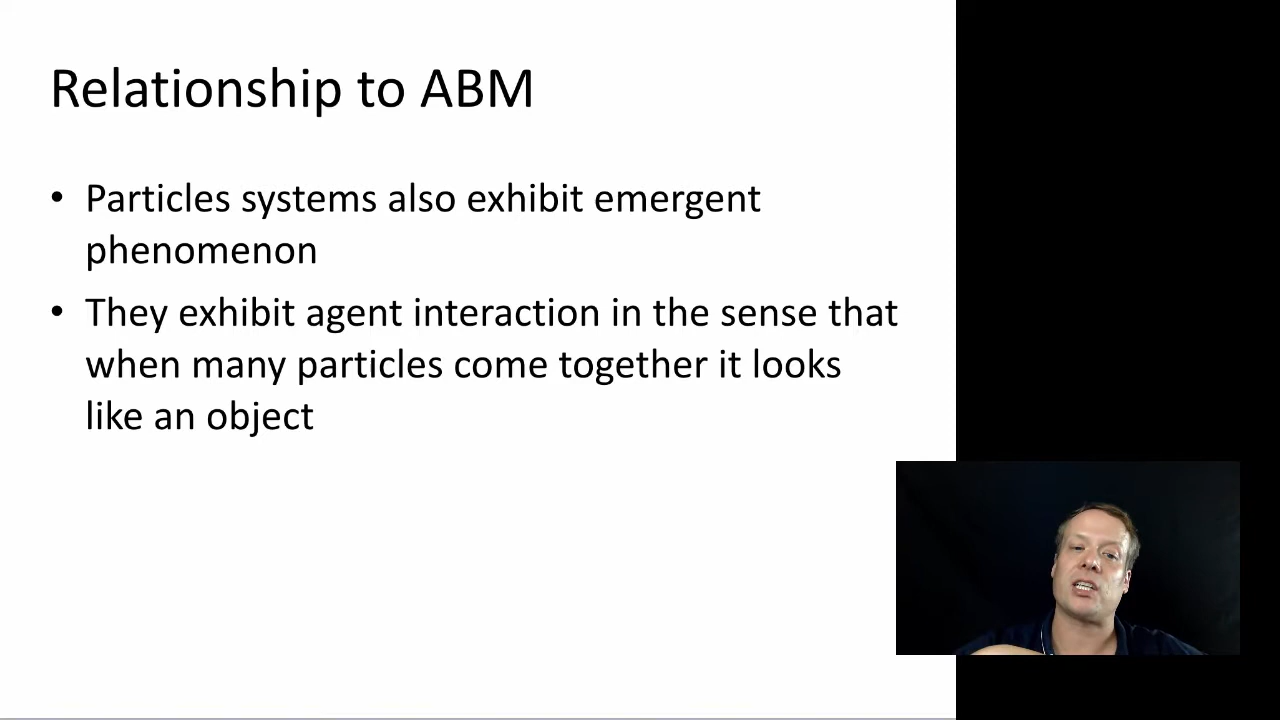 Relationship to ABM
• Particles systems also exhibit emergent
phenomenon
• They exhibit agent interaction in the sense that
when many particles come together it looks
like an object